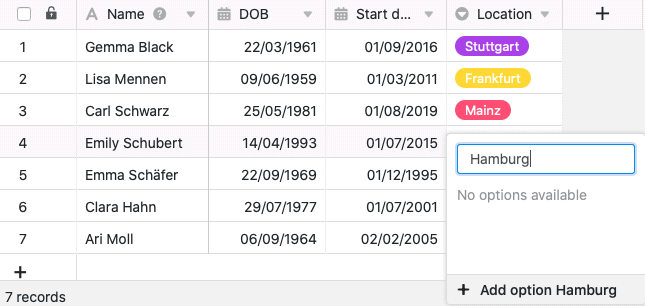 Name ? DOB Start d... Location
1 Gemma Black 22/03/1961 01/09/2016 Stuttgart
2 Lisa Mennen 09/06/1959 01/03/2011 Frankfurt
3 Carl Schwarz 25/05/1981 01/08/2019 Mainz
4 Emily Schubert 14/04/1993 01/07/2015
Hamburg
5 Emma Schäfer 22/09/1969 01/12/1995
No options available
6 Clara Hahn 29/07/1977 01/07/2001
7 Ari Moll 06/09/1964 02/02/2005
+ Add option Hamburg
7 records